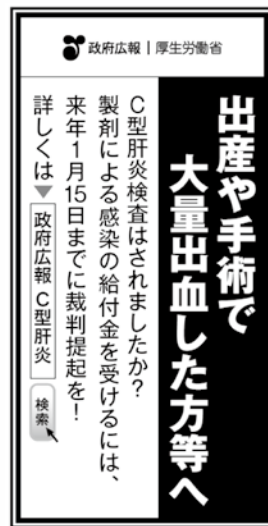 政府広報 | 厚生労働省
出産や手術で
大量出血した方等へ
C型肝炎検査はされましたか?
製剤による感染の給付金を受けるには、
来年1月15日までに裁判提起を!
詳しくは▼ 政府広報 C型肝炎 検索